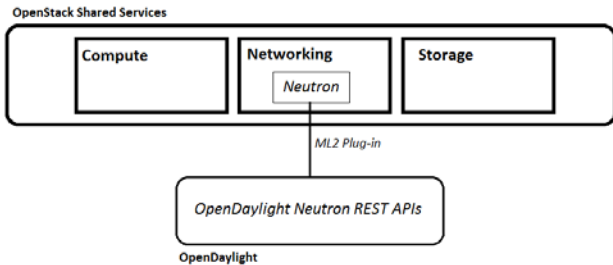 OpenStack Shared Services
Compute
Networking
Storage
Neutron
ML2 Plug-in
OpenDaylight Neutron REST APIs
OpenDaylight